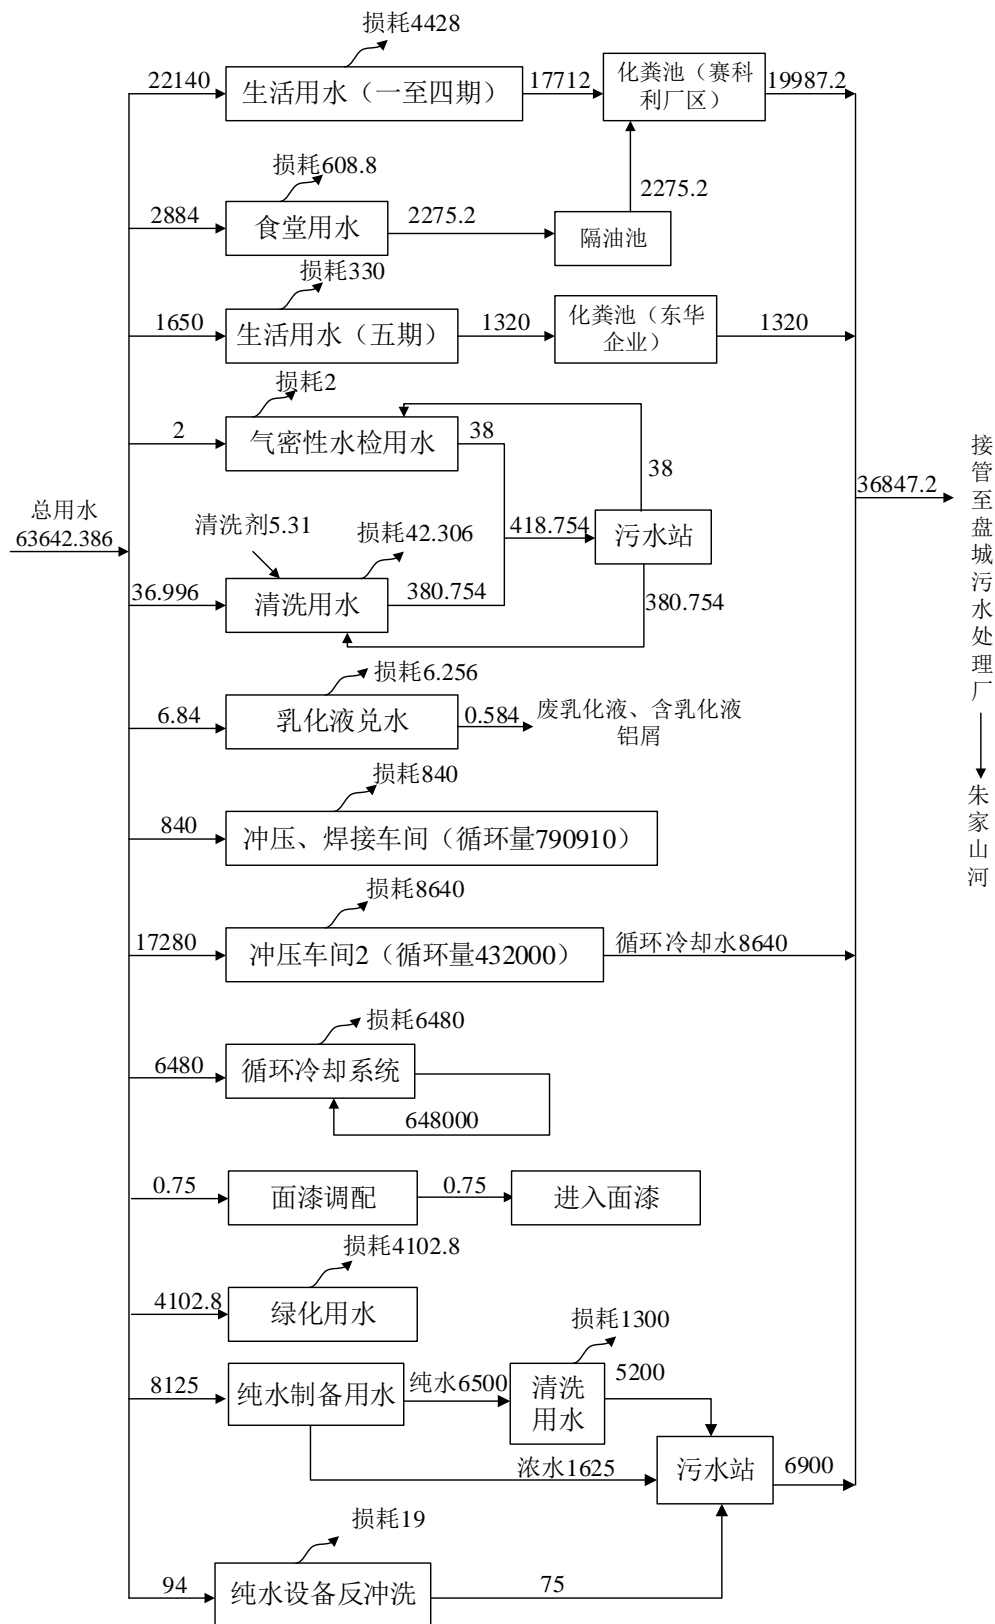 损耗4428
22140
生活用水（一至四期）
17712
化粪池（赛科
利厂区）
19987.2
损耗608.8
2884
食堂用水
2275.2
隔油池
2275.2
损耗330
1650
生活用水（五期）
1320
化粪池（东华
企业）
1320
损耗2
2
气密性水检用水
38
38
总用水
63642.386
清洗剂5.31
损耗42.306
418.754
污水站
36.996
清洗用水
380.754
380.754
36847.2
接
管
至
盘
城
污
水
处
理
厂
朱
家
山
河
损耗6.256
6.84
乳化液兑水
0.584
废乳化液、含乳化液
铝屑
损耗840
840
冲压、焊接车间（循环量790910）
损耗8640
17280
冲压车间2（循环量432000）
循环冷却水8640
损耗6480
6480
循环冷却系统
648000
0.75
面漆调配
0.75
进入面漆
损耗4102.8
4102.8
绿化用水
损耗1300
8125
纯水制备用水
纯水6500
清洗
用水
5200
浓水1625
污水站
6900
损耗19
94
纯水设备反冲洗
75